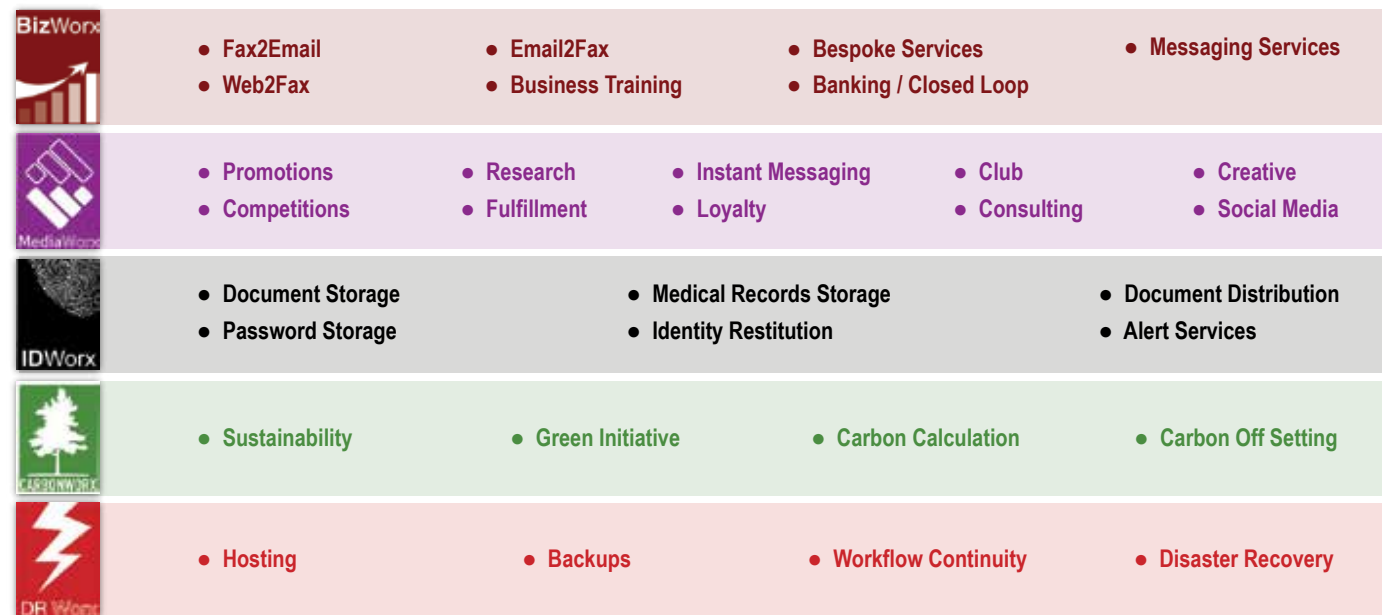 BizWorx
● Fax2Email ● Email2Fax ● Bespoke Services ● Messaging Services
● Web2Fax ● Business Training ● Banking / Closed Loop
● Promotions ● Research ● Instant Messaging ● Club ● Creative
● Competitions ● Fulfillment ● Loyalty ● Consulting ● Social Media
MediaWorx
● Document Storage ● Medical Records Storage ● Document Distribution
● Password Storage ● Identity Restitution ● Alert Services
IDWorx
● Sustainability ● Green Initiative ● Carbon Calculation ● Carbon Off Setting
CARBONWORX
● Hosting ● Backups ● Workflow Continuity ● Disaster Recovery
DR Worx